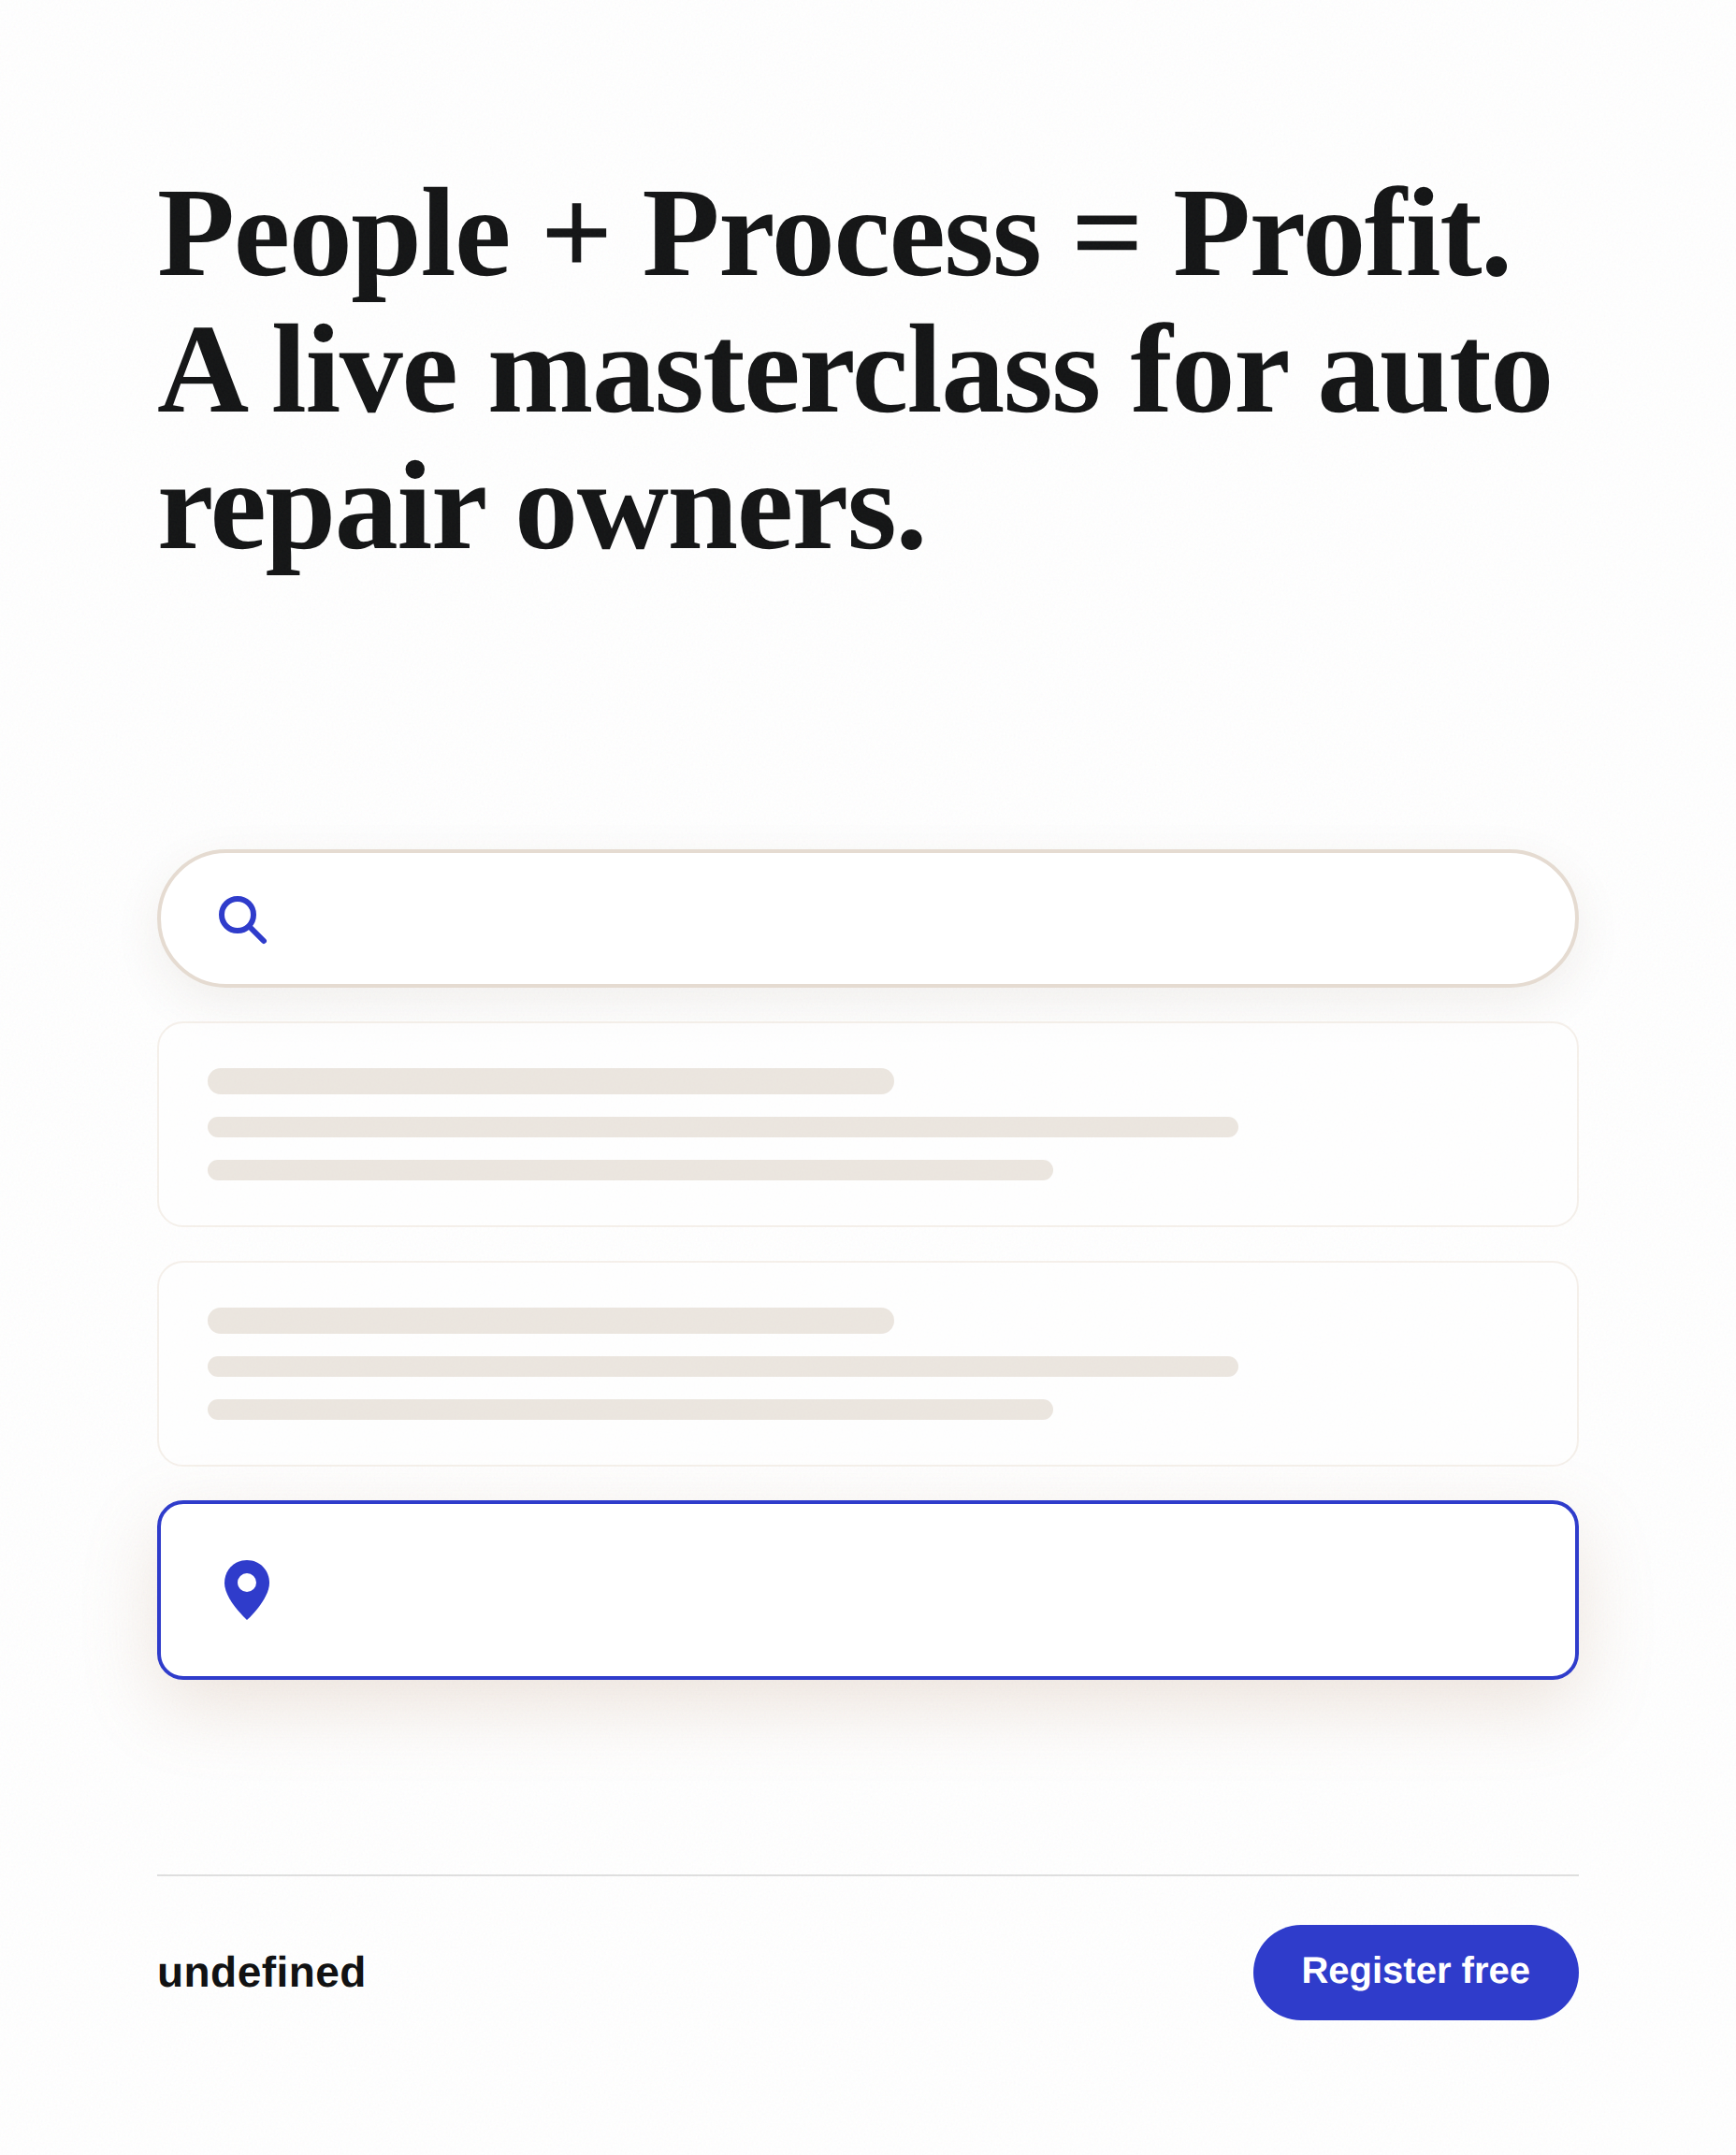 People + Process = Profit.
A live masterclass for auto
repair owners.
undefined
Register free